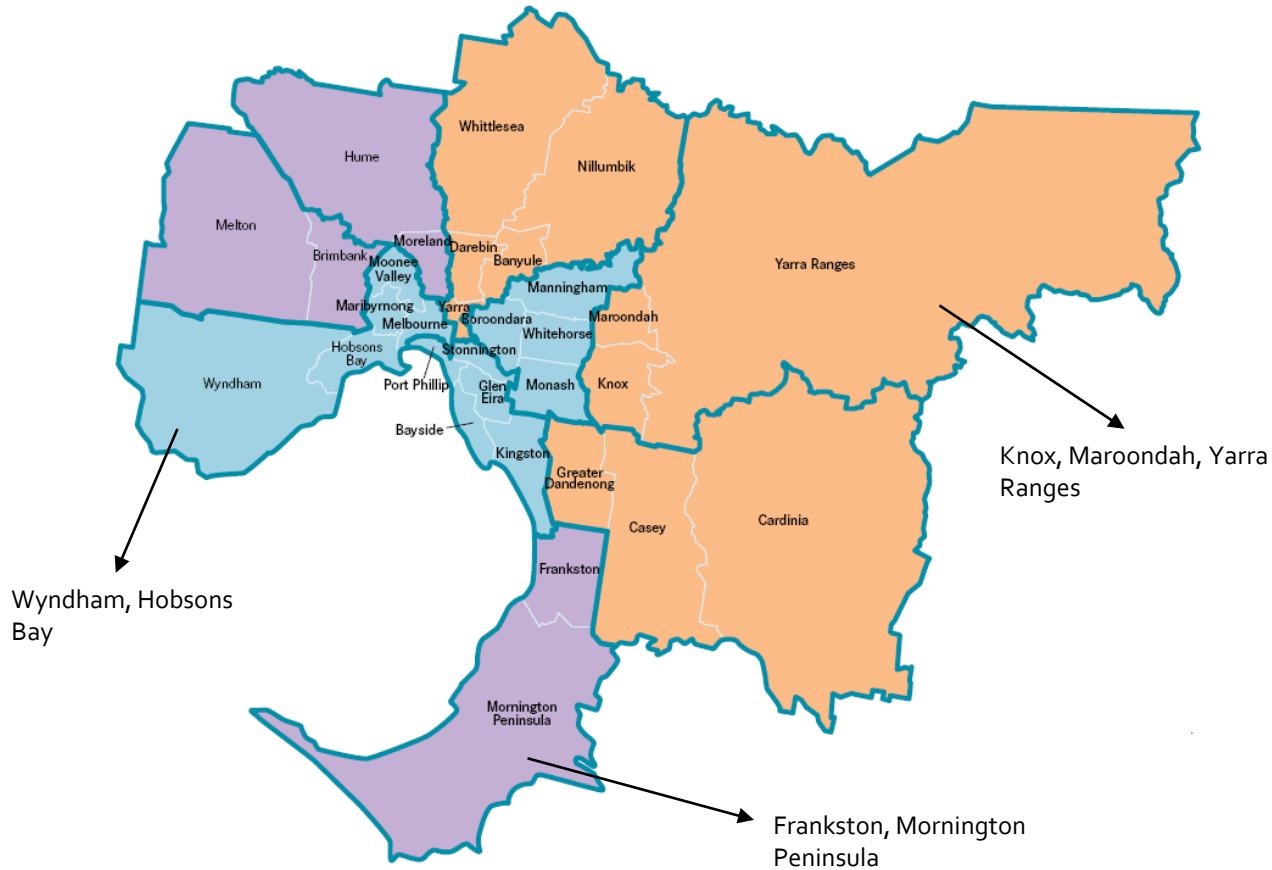 Whittlesea
Hume
Nillumbik
Melton
Moreland
Darebin
Brimbank
Banyule
Moonee
Valley
Yarra Ranges
Manningham
Maribyrnong
Yarra
Maroondah
Boroondara
Melbourne
Whitehorse
Hobsons
Bay
Stonnington
Wyndham
Port Phillip
Glen
Eira
Monash
Knox
Bayside
Kingston
Knox, Maroondah, Yarra
Ranges
Greater
Dandenong
Casey
Cardinia
Frankston
Wyndham, Hobsons
Bay
Mornington
Peninsula
Frankston, Mornington
Peninsula